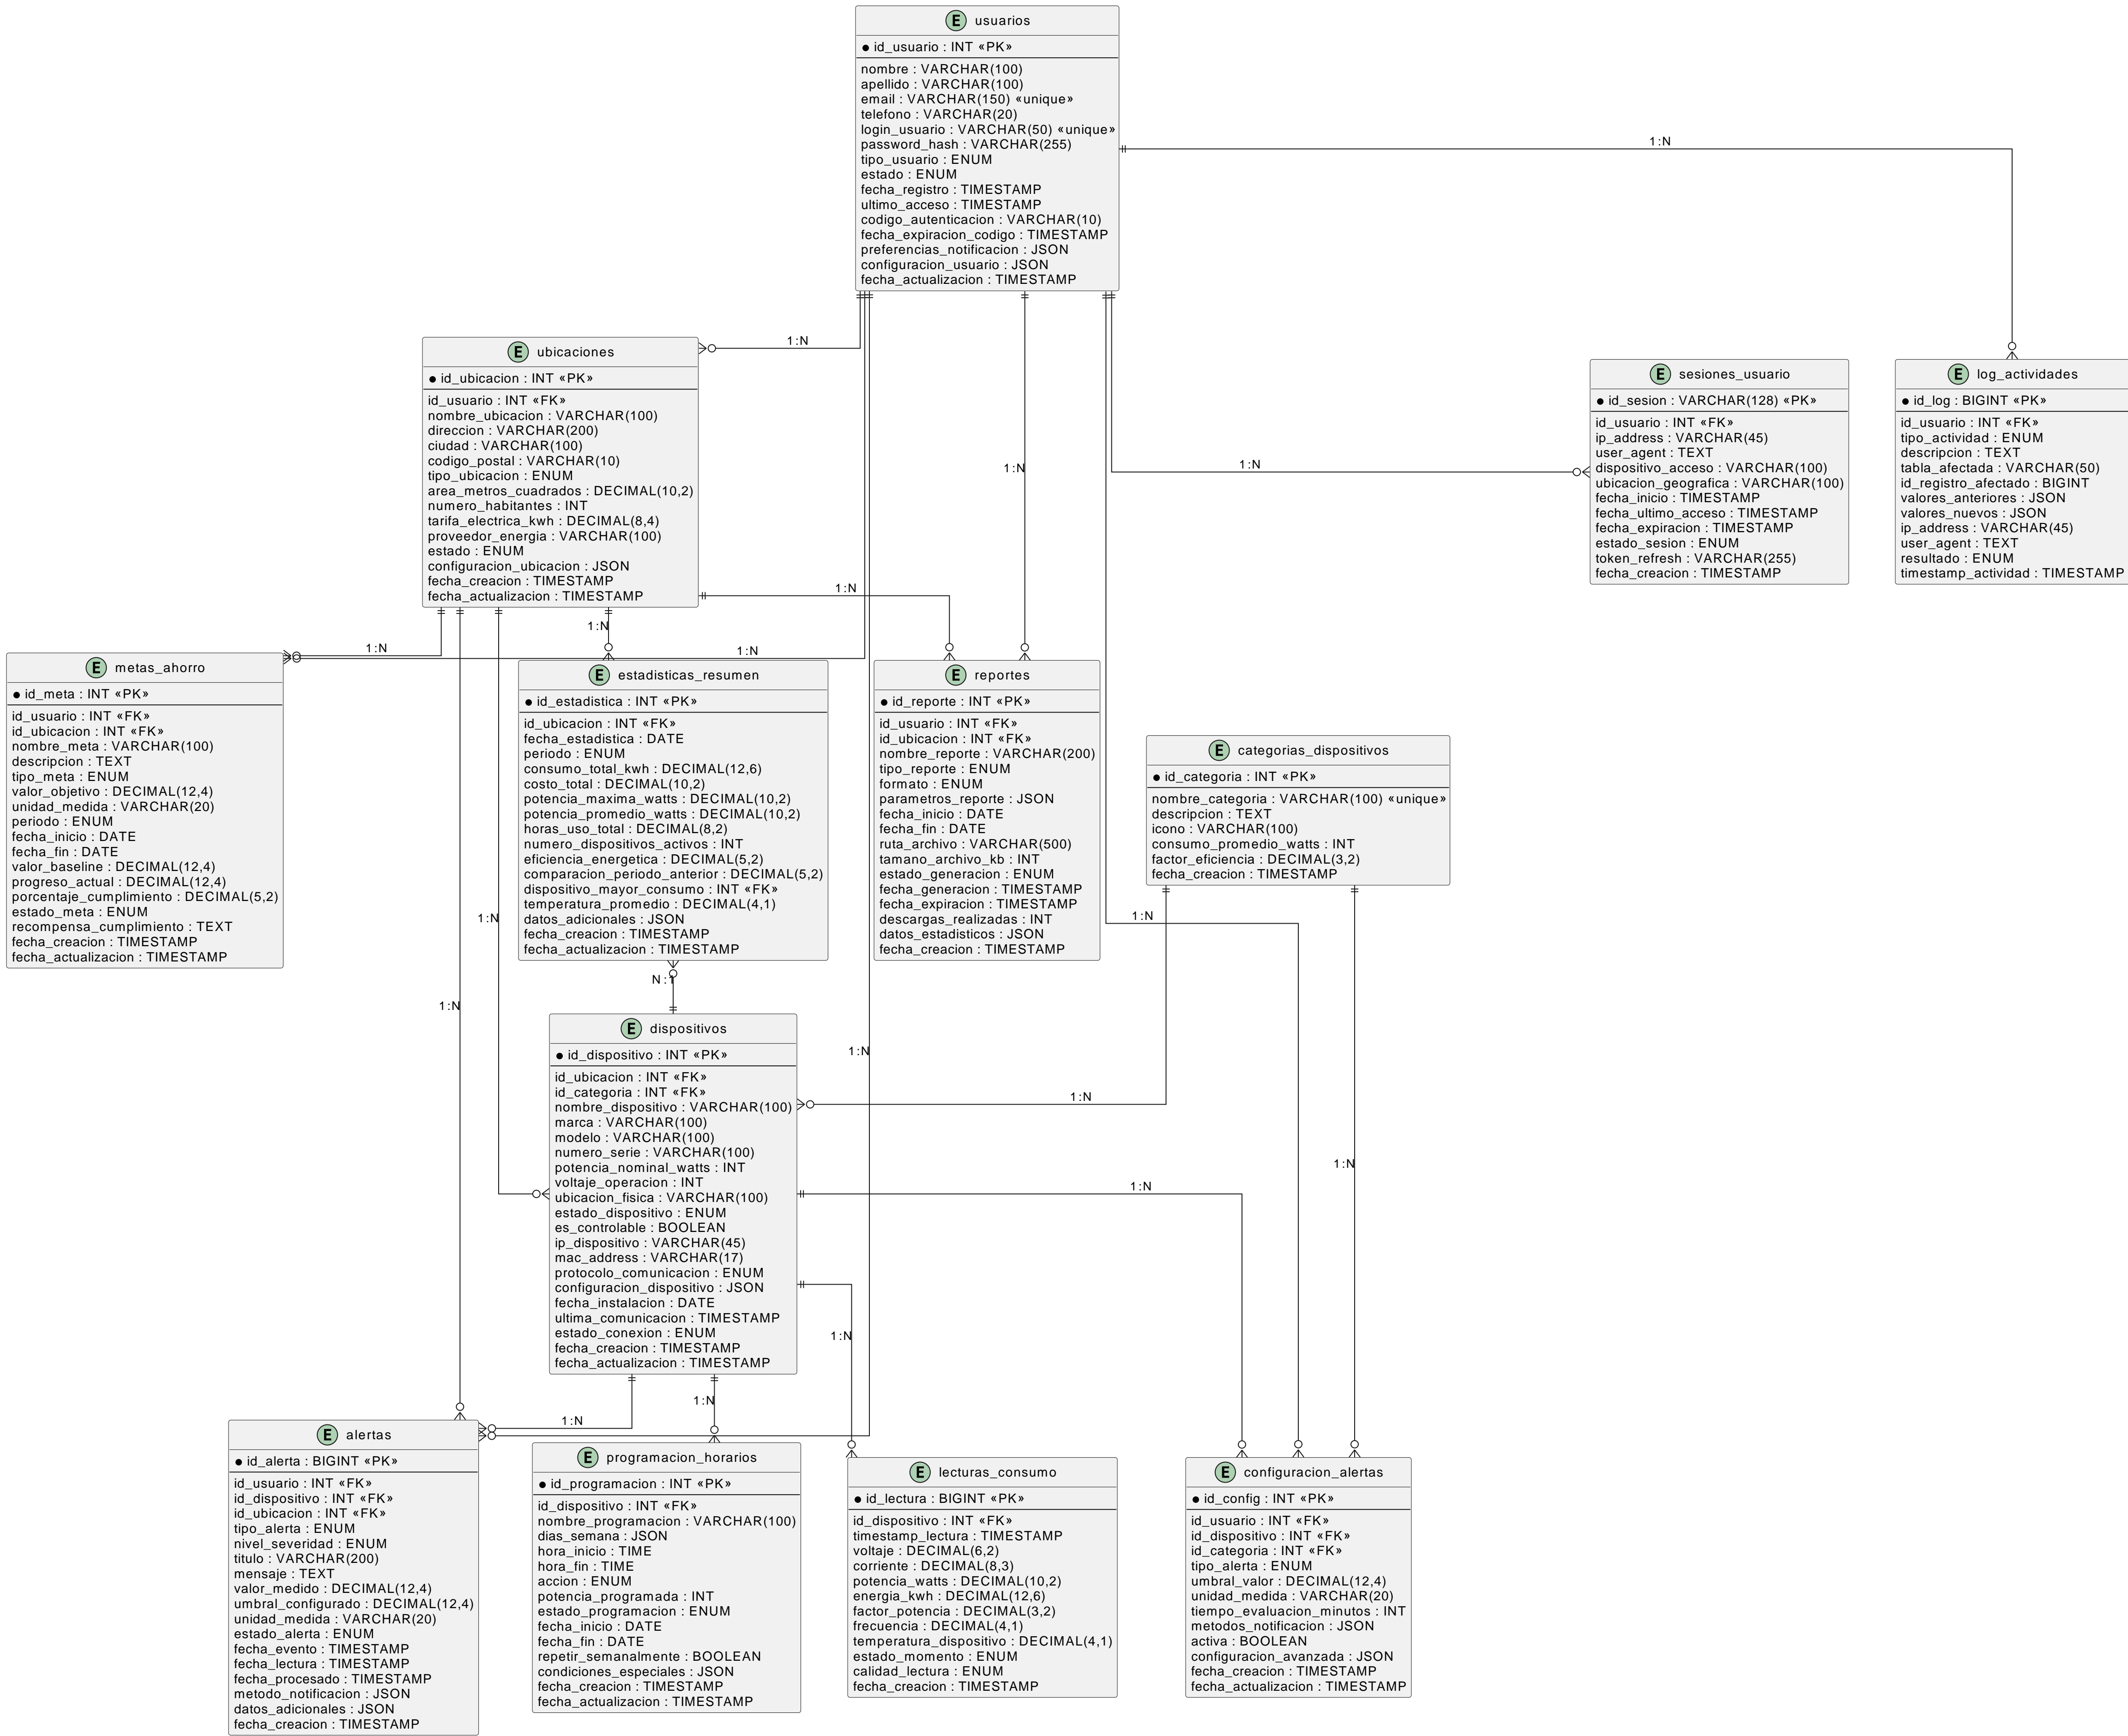 E usuarios
id_usuario : INT «PK»
nombre : VARCHAR(100)
apellido : VARCHAR(100)
email : VARCHAR(150) «unique»
telefono : VARCHAR(20)
login_usuario : VARCHAR(50) «unique»
password_hash : VARCHAR(255)
tipo_usuario : ENUM
estado : ENUM
fecha_registro : TIMESTAMP
ultimo_acceso : TIMESTAMP
codigo_autenticacion : VARCHAR(10)
fecha_expiracion_codigo : TIMESTAMP
preferencias_notificacion : JSON
configuracion_usuario : JSON
fecha_actualizacion : TIMESTAMP
1:N
1:N
E ubicaciones
id_ubicacion : INT «PK»
id_usuario : INT «FK»
nombre_ubicacion : VARCHAR(100)
direccion : VARCHAR(200)
ciudad : VARCHAR(100)
codigo_postal : VARCHAR(10)
tipo_ubicacion : ENUM
area_metros_cuadrados : DECIMAL(10,2)
numero_habitantes : INT
tarifa_electrica_kwh : DECIMAL(8,4)
proveedor_energia : VARCHAR(100)
estado : ENUM
configuracion_ubicacion : JSON
fecha_creacion : TIMESTAMP
fecha_actualizacion : TIMESTAMP
1:N
1:N
E sesiones_usuario
id_sesion : VARCHAR(128) «PK»
id_usuario : INT «FK»
ip_address : VARCHAR(45)
user_agent : TEXT
dispositivo_acceso : VARCHAR(100)
ubicacion_geografica : VARCHAR(100)
fecha_inicio : TIMESTAMP
fecha_ultimo_acceso : TIMESTAMP
fecha_expiracion : TIMESTAMP
estado_sesion : ENUM
token_refresh : VARCHAR(255)
fecha_creacion : TIMESTAMP
E log_actividades
id_log : BIGINT «PK»
id_usuario : INT «FK»
tipo_actividad : ENUM
descripcion : TEXT
tabla_afectada : VARCHAR(50)
id_registro_afectado : BIGINT
valores_anteriores : JSON
valores_nuevos : JSON
ip_address : VARCHAR(45)
user_agent : TEXT
resultado : ENUM
timestamp_actividad : TIMESTAMP
1:N
1:N
1:N
1:N
E metas_ahorro
id_meta : INT «PK»
id_usuario : INT «FK»
id_ubicacion : INT «FK»
nombre_meta : VARCHAR(100)
descripcion : TEXT
tipo_meta : ENUM
valor_objetivo : DECIMAL(12,4)
unidad_medida : VARCHAR(20)
periodo : ENUM
fecha_inicio : DATE
fecha_fin : DATE
valor_baseline : DECIMAL(12,4)
progreso_actual : DECIMAL(12,4)
porcentaje_cumplimiento : DECIMAL(5,2)
estado_meta : ENUM
recompensa_cumplimiento : TEXT
fecha_creacion : TIMESTAMP
fecha_actualizacion : TIMESTAMP
E estadisticas_resumen
id_estadistica : INT «PK»
id_ubicacion : INT «FK»
fecha_estadistica : DATE
periodo : ENUM
consumo_total_kwh : DECIMAL(12,6)
costo_total : DECIMAL(10,2)
potencia_maxima_watts : DECIMAL(10,2)
potencia_promedio_watts : DECIMAL(10,2)
horas_uso_total : DECIMAL(8,2)
numero_dispositivos_activos : INT
eficiencia_energetica : DECIMAL(5,2)
comparacion_periodo_anterior : DECIMAL(5,2)
dispositivo_mayor_consumo : INT «FK»
temperatura_promedio : DECIMAL(4,1)
datos_adicionales : JSON
fecha_creacion : TIMESTAMP
fecha_actualizacion : TIMESTAMP
E reportes
id_reporte : INT «PK»
id_usuario : INT «FK»
id_ubicacion : INT «FK»
nombre_reporte : VARCHAR(200)
tipo_reporte : ENUM
formato : ENUM
parametros_reporte : JSON
fecha_inicio : DATE
fecha_fin : DATE
ruta_archivo : VARCHAR(500)
tamano_archivo_kb : INT
estado_generacion : ENUM
fecha_generacion : TIMESTAMP
fecha_expiracion : TIMESTAMP
descargas_realizadas : INT
datos_estadisticos : JSON
fecha_creacion : TIMESTAMP
E categorias_dispositivos
id_categoria : INT «PK»
nombre_categoria : VARCHAR(100) «unique»
descripcion : TEXT
icono : VARCHAR(100)
consumo_promedio_watts : INT
factor_eficiencia : DECIMAL(3,2)
fecha_creacion : TIMESTAMP
1:N
1:N
N:1
1:N
1:N
E dispositivos
id_dispositivo : INT «PK»
id_ubicacion : INT «FK»
id_categoria : INT «FK»
nombre_dispositivo : VARCHAR(100)
marca : VARCHAR(100)
modelo : VARCHAR(100)
numero_serie : VARCHAR(100)
potencia_nominal_watts : INT
voltaje_operacion : INT
ubicacion_fisica : VARCHAR(100)
estado_dispositivo : ENUM
es_controlable : BOOLEAN
ip_dispositivo : VARCHAR(45)
mac_address : VARCHAR(17)
protocolo_comunicacion : ENUM
configuracion_dispositivo : JSON
fecha_instalacion : DATE
ultima_comunicacion : TIMESTAMP
estado_conexion : ENUM
fecha_creacion : TIMESTAMP
fecha_actualizacion : TIMESTAMP
1:N
1:N
1:N
1:N
1:N
1:N
E alertas
id_alerta : BIGINT «PK»
id_usuario : INT «FK»
id_dispositivo : INT «FK»
id_ubicacion : INT «FK»
tipo_alerta : ENUM
nivel_severidad : ENUM
titulo : VARCHAR(200)
mensaje : TEXT
valor_medido : DECIMAL(12,4)
umbral_configurado : DECIMAL(12,4)
unidad_medida : VARCHAR(20)
estado_alerta : ENUM
fecha_evento : TIMESTAMP
fecha_lectura : TIMESTAMP
fecha_procesado : TIMESTAMP
metodo_notificacion : JSON
datos_adicionales : JSON
fecha_creacion : TIMESTAMP
E programacion_horarios
id_programacion : INT «PK»
id_dispositivo : INT «FK»
nombre_programacion : VARCHAR(100)
dias_semana : JSON
hora_inicio : TIME
hora_fin : TIME
accion : ENUM
potencia_programada : INT
estado_programacion : ENUM
fecha_inicio : DATE
fecha_fin : DATE
repetir_semanalmente : BOOLEAN
condiciones_especiales : JSON
fecha_creacion : TIMESTAMP
fecha_actualizacion : TIMESTAMP
E lecturas_consumo
id_lectura : BIGINT «PK»
id_dispositivo : INT «FK»
timestamp_lectura : TIMESTAMP
voltaje : DECIMAL(6,2)
corriente : DECIMAL(8,3)
potencia_watts : DECIMAL(10,2)
energia_kwh : DECIMAL(12,6)
factor_potencia : DECIMAL(3,2)
frecuencia : DECIMAL(4,1)
temperatura_dispositivo : DECIMAL(4,1)
estado_momento : ENUM
calidad_lectura : ENUM
fecha_creacion : TIMESTAMP
E configuracion_alertas
id_config : INT «PK»
id_usuario : INT «FK»
id_dispositivo : INT «FK»
id_categoria : INT «FK»
tipo_alerta : ENUM
umbral_valor : DECIMAL(12,4)
unidad_medida : VARCHAR(20)
tiempo_evaluacion_minutos : INT
metodos_notificacion : JSON
activa : BOOLEAN
configuracion_avanzada : JSON
fecha_creacion : TIMESTAMP
fecha_actualizacion : TIMESTAMP